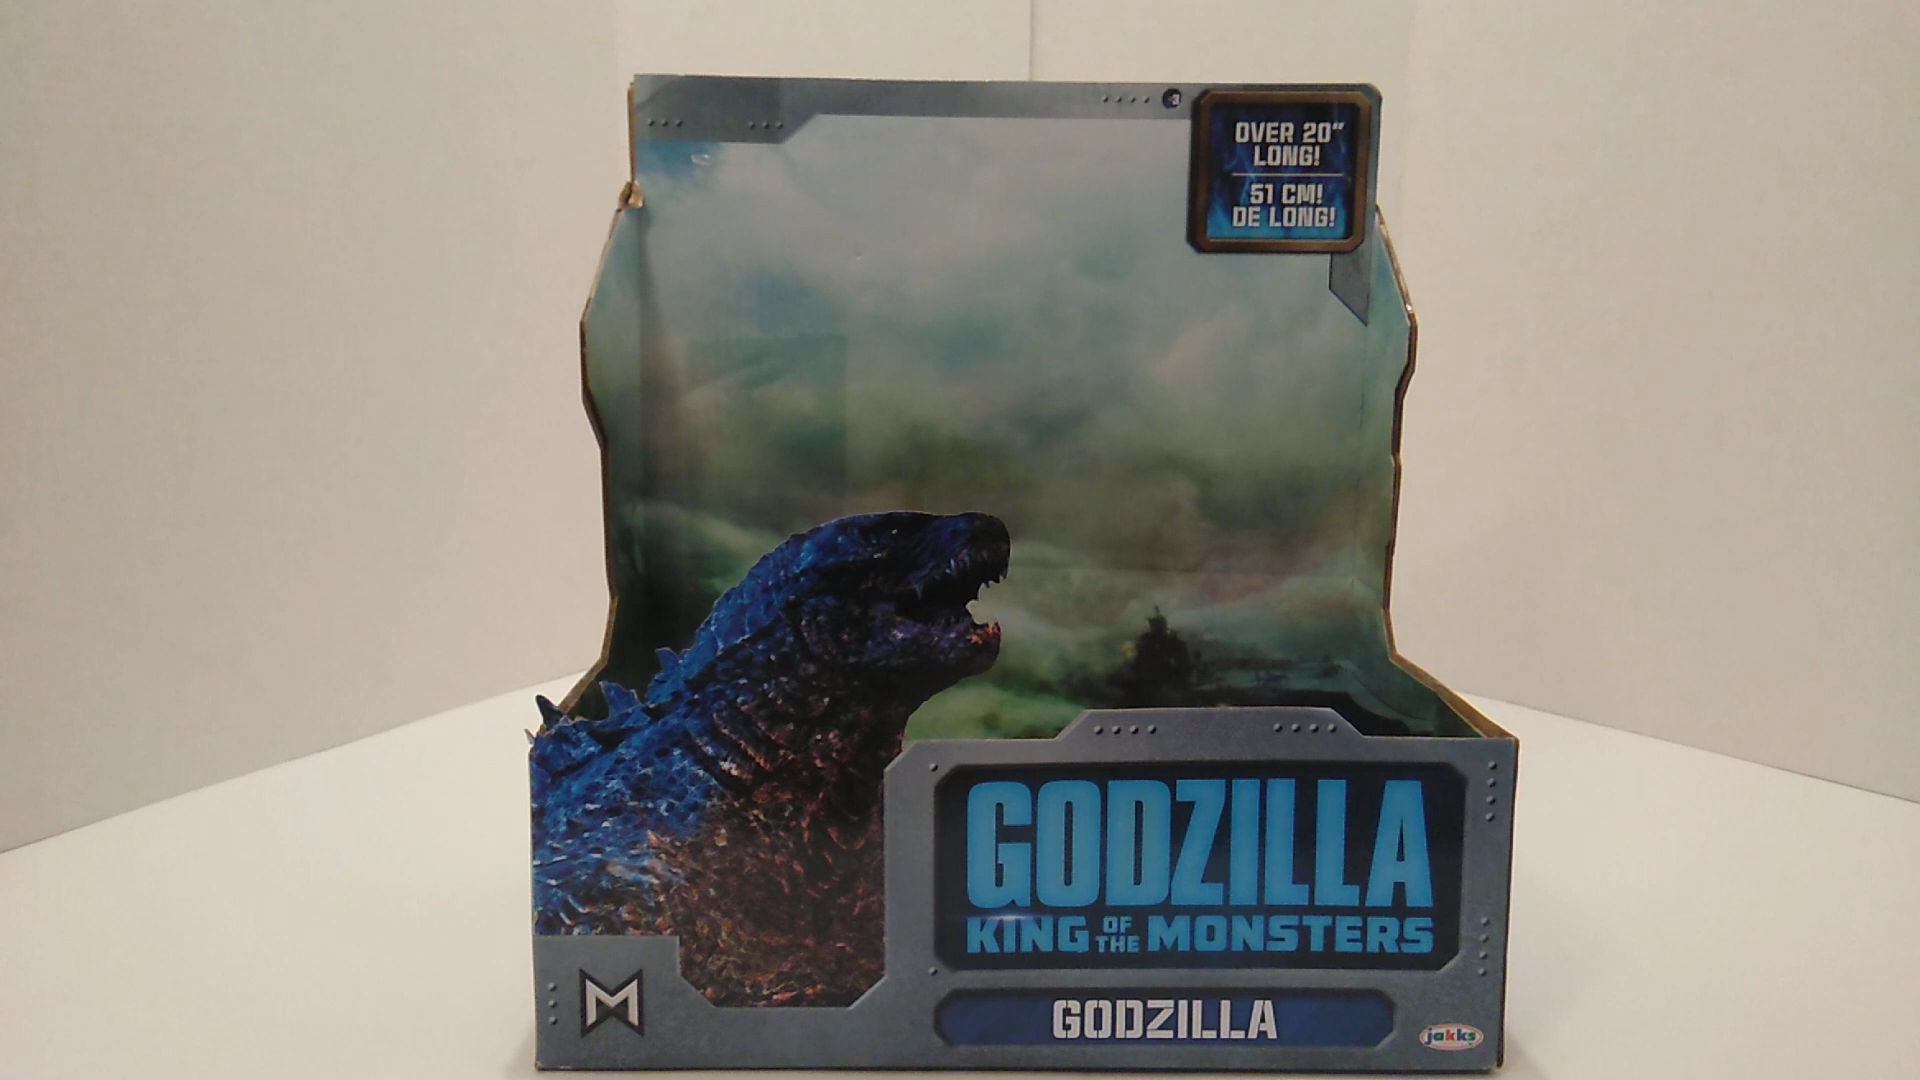 OVER 20"
LONG!
51 CM!
DE LONG!
GODZILLA
KING OF THE MONSTERS
M
GODZILLA
jakks